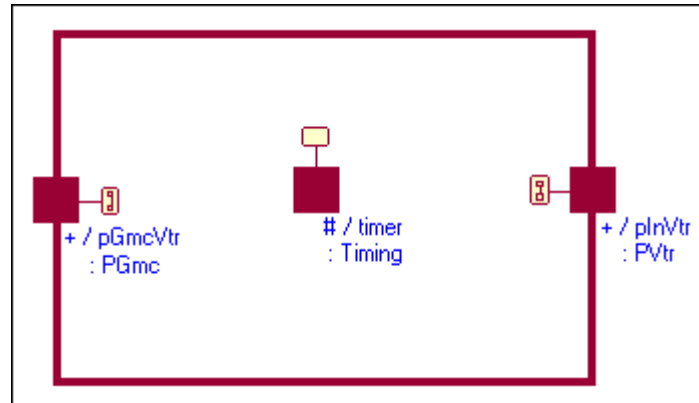 + / pGmcVtr
: PGmc
# / timer
: Timing
+ / pInVtr
: PVtr